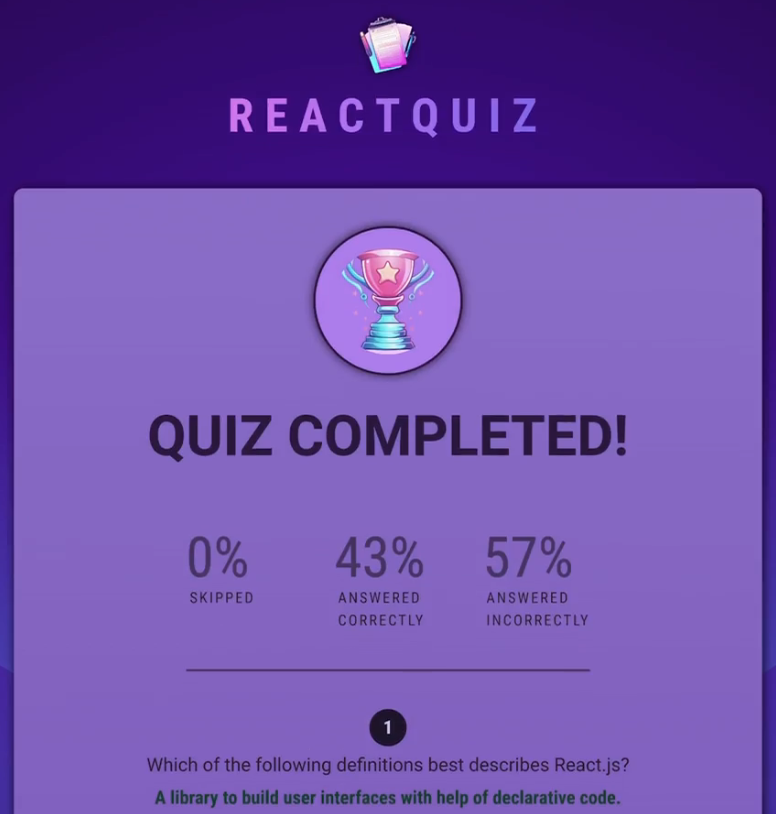 REACTQUIZ
QUIZ COMPLETED!
0% 43% 57%
SKIPPED ANSWERED ANSWERED
CORRECTLY INCORRECTLY
1
Which of the following definitions best describes React.js?
A library to build user interfaces with help of declarative code.